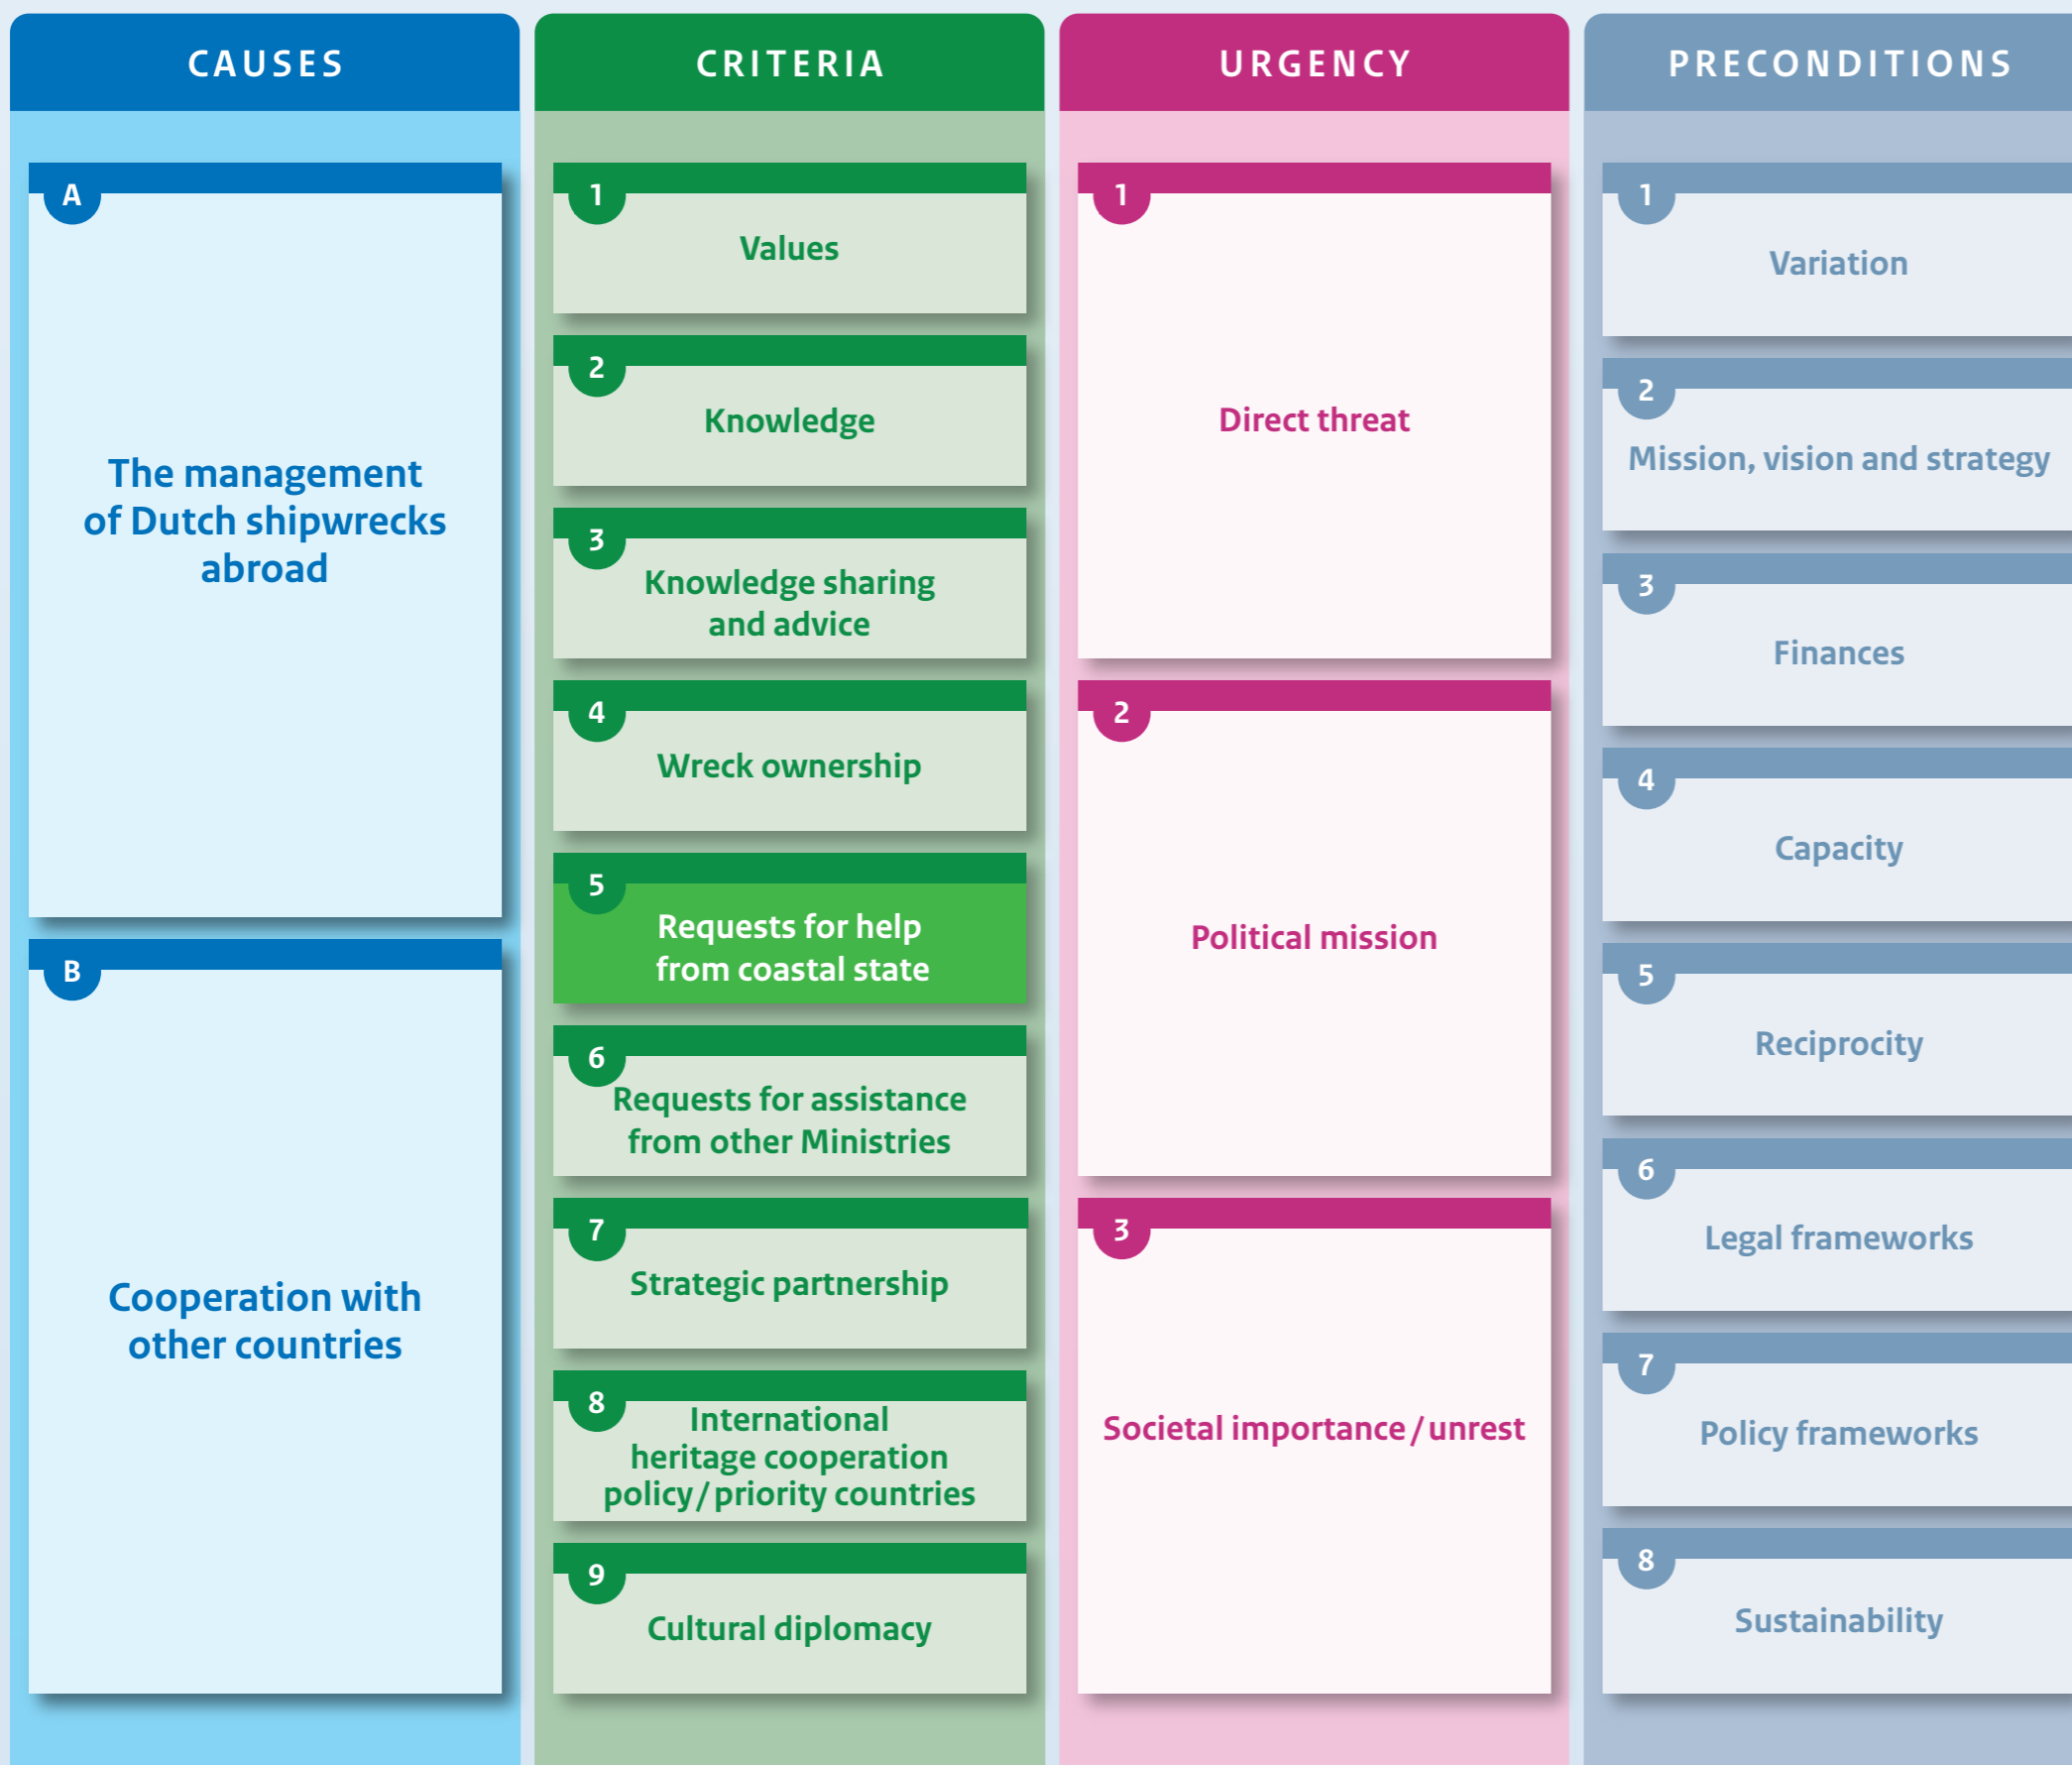 CAUSES
A
The management
of Dutch shipwrecks
abroad
B
Cooperation with
other countries
CRITERIA
1
Values
2
Knowledge
3
Knowledge sharing
and advice
4
Wreck ownership
5
Requests for help
from coastal state
6
Requests for assistance
from other Ministries
7
Strategic partnership
8
International
heritage cooperation
policy / priority countries
9
Cultural diplomacy
URGENCY
1
Direct threat
2
Political mission
3
Societal importance / unrest
PRECONDITIONS
1
Variation
2
Mission, vision and strategy
3
Finances
4
Capacity
5
Reciprocity
6
Legal frameworks
7
Policy frameworks
8
Sustainability